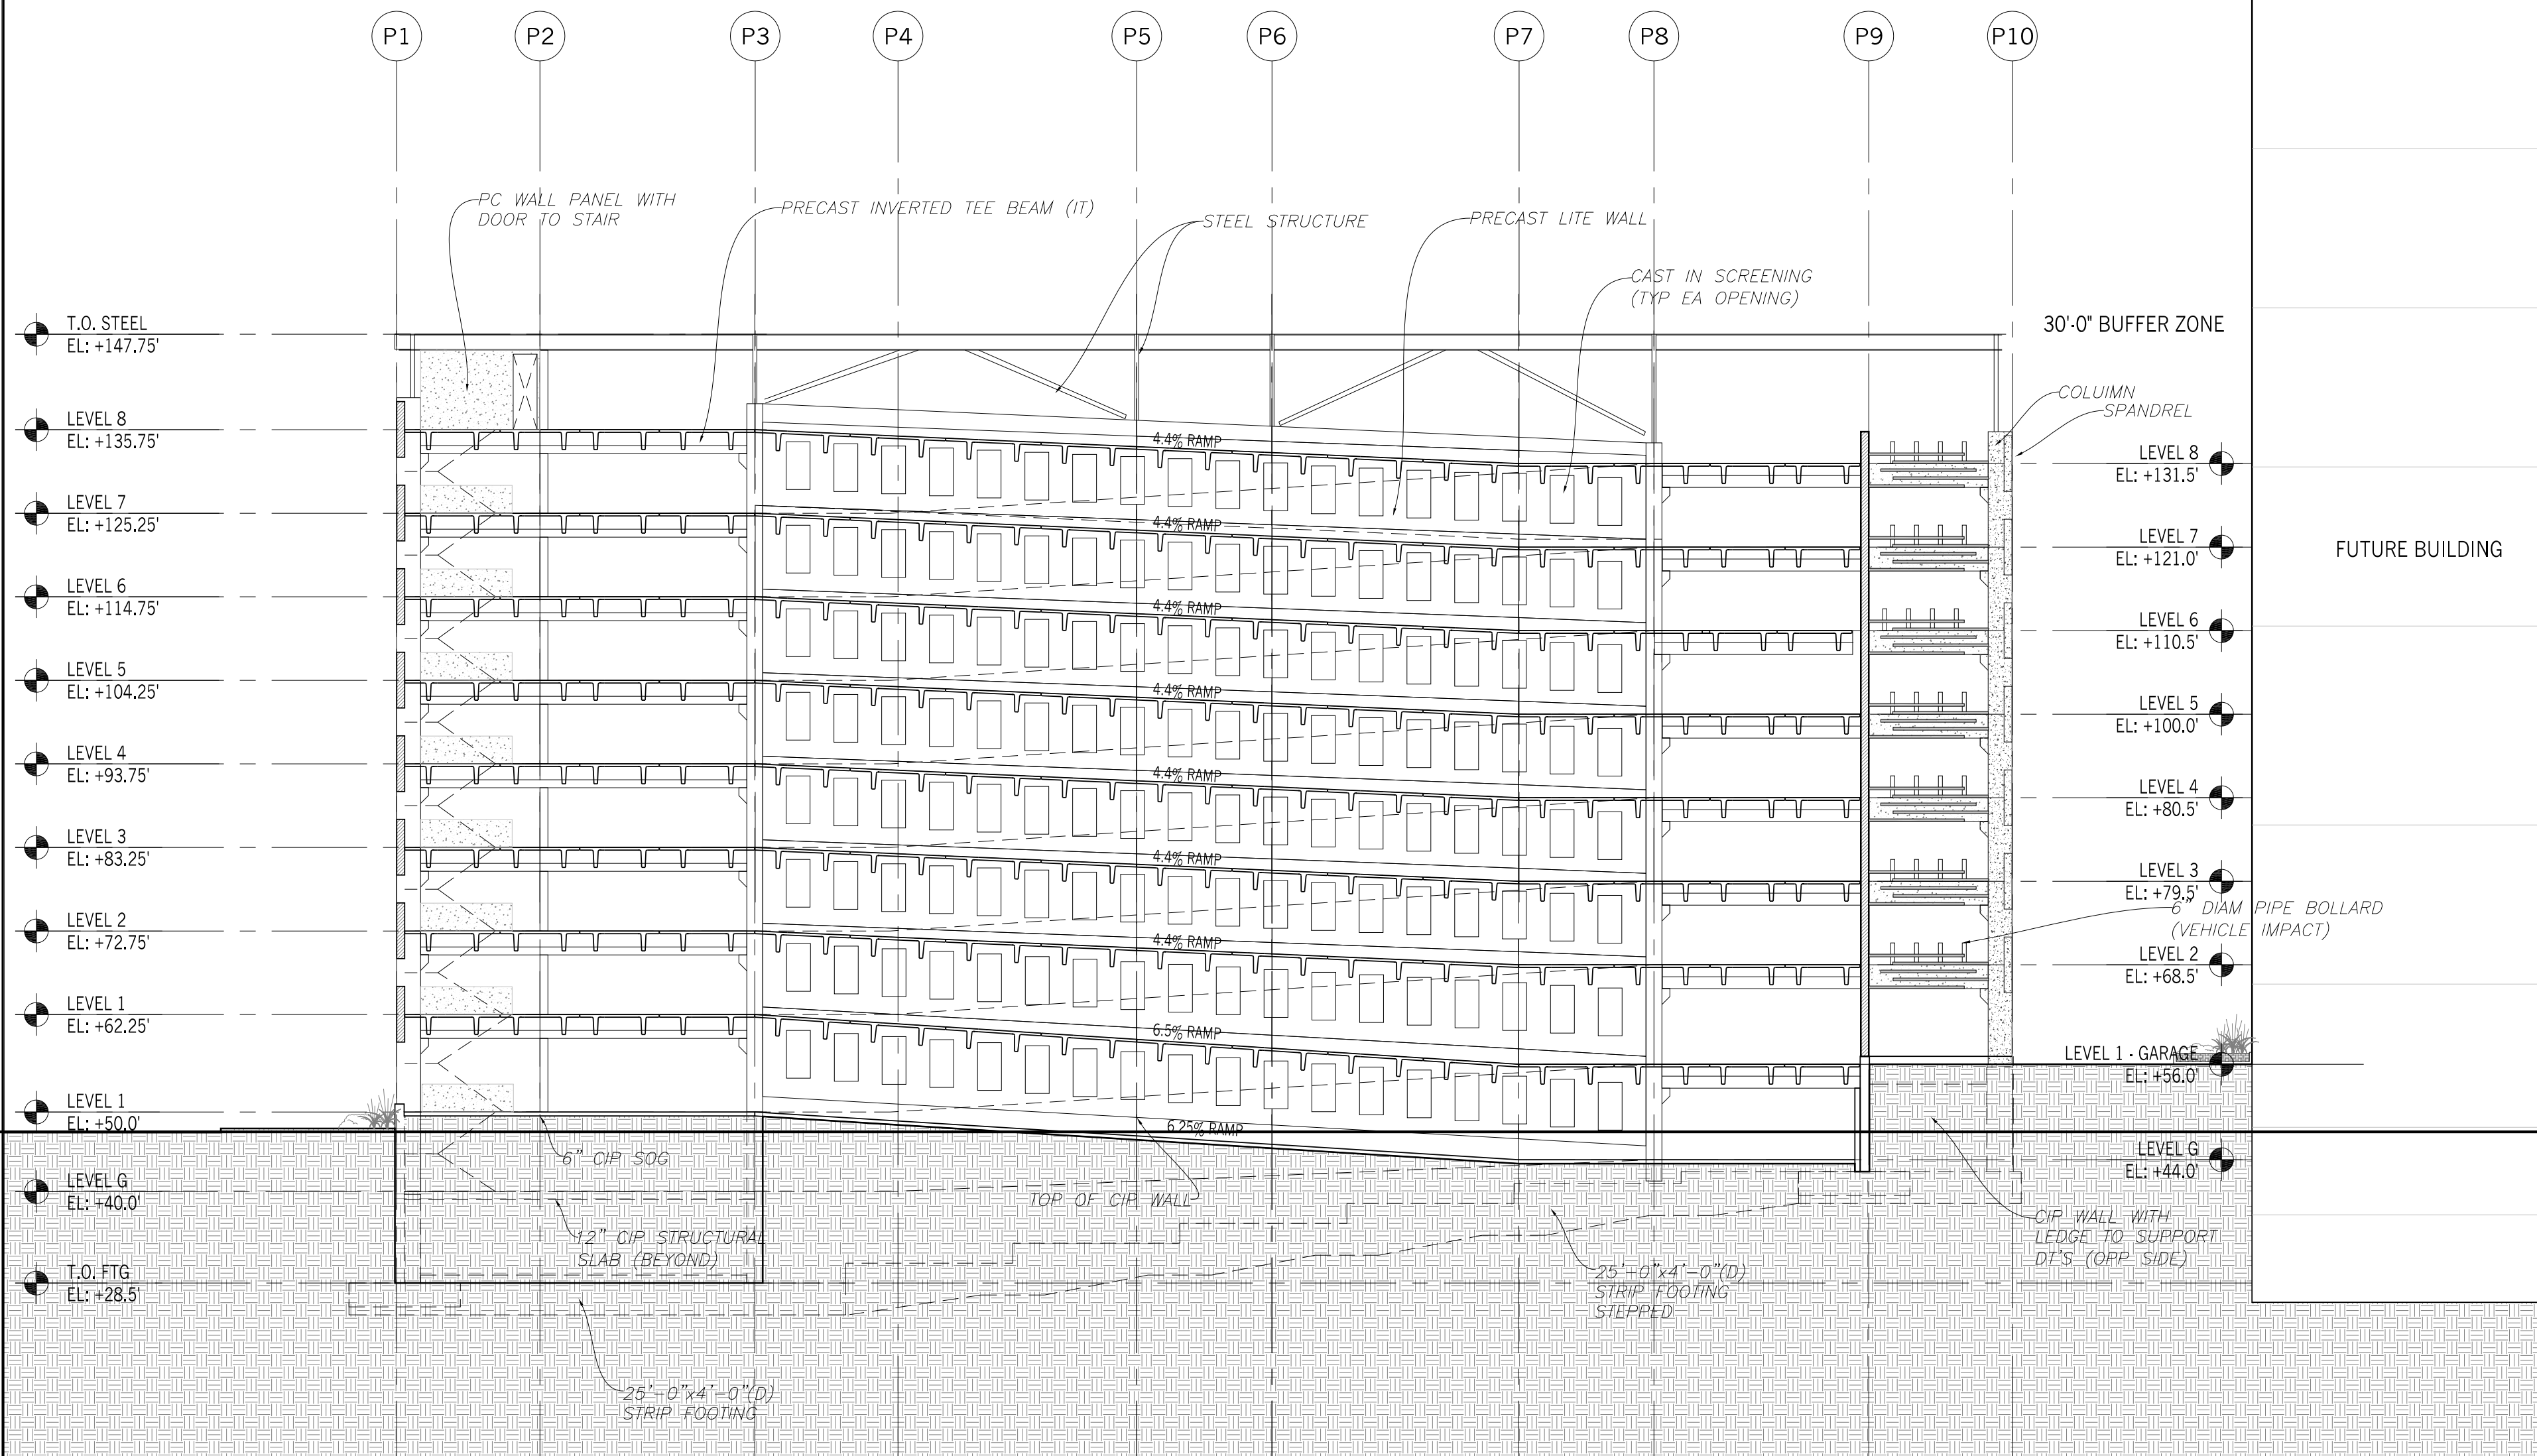 P1
P2
P3
P4
P5
P6
P7
P8
P9
P10
PC WALL PANEL WITH
DOOR TO STAIR
PRECAST INVERTED TEE BEAM (IT)
STEEL STRUCTURE
PRECAST LITE WALL
CAST IN SCREENING
(TYP EA OPENING)
30'-0" BUFFER ZONE
COLUIMN
SPANDREL
FUTURE BUILDING
T.O. STEEL
EL: +147.75'
LEVEL 8
EL: +135.75'
LEVEL 7
EL: +125.25'
LEVEL 6
EL: +114.75'
LEVEL 5
EL: +104.25'
LEVEL 4
EL: +93.75'
LEVEL 3
EL: +83.25'
LEVEL 2
EL: +72.75'
LEVEL 1
EL: +62.25'
LEVEL 1
EL: +50.0'
LEVEL G
EL: +40.0'
T.O. FTG
EL: +28.5'
4.4% RAMP
4.4% RAMP
4.4% RAMP
4.4% RAMP
4.4% RAMP
4.4% RAMP
4.4% RAMP
6.5% RAMP
6.25% RAMP
LEVEL 8
EL: +131.5'
LEVEL 7
EL: +121.0'
LEVEL 6
EL: +110.5'
LEVEL 5
EL: +100.0'
LEVEL 4
EL: +80.5'
LEVEL 3
EL: +79.5'
6" DIAM PIPE BOLLARD
(VEHICLE IMPACT)
LEVEL 2
EL: +68.5'
LEVEL 1 - GARAGE
EL: +56.0'
LEVEL G
EL: +44.0'
6" CIP SOG
TOP OF CIP WALL
12" CIP STRUCTURAL
SLAB (BEYOND)
CIP WALL WITH
LEDGE TO SUPPORT
DT'S (OPP SIDE)
25'-0"x4'-0"(D)
STRIP FOOTING
STEPPED
25'-0"x4'-0"(D)
STRIP FOOTING